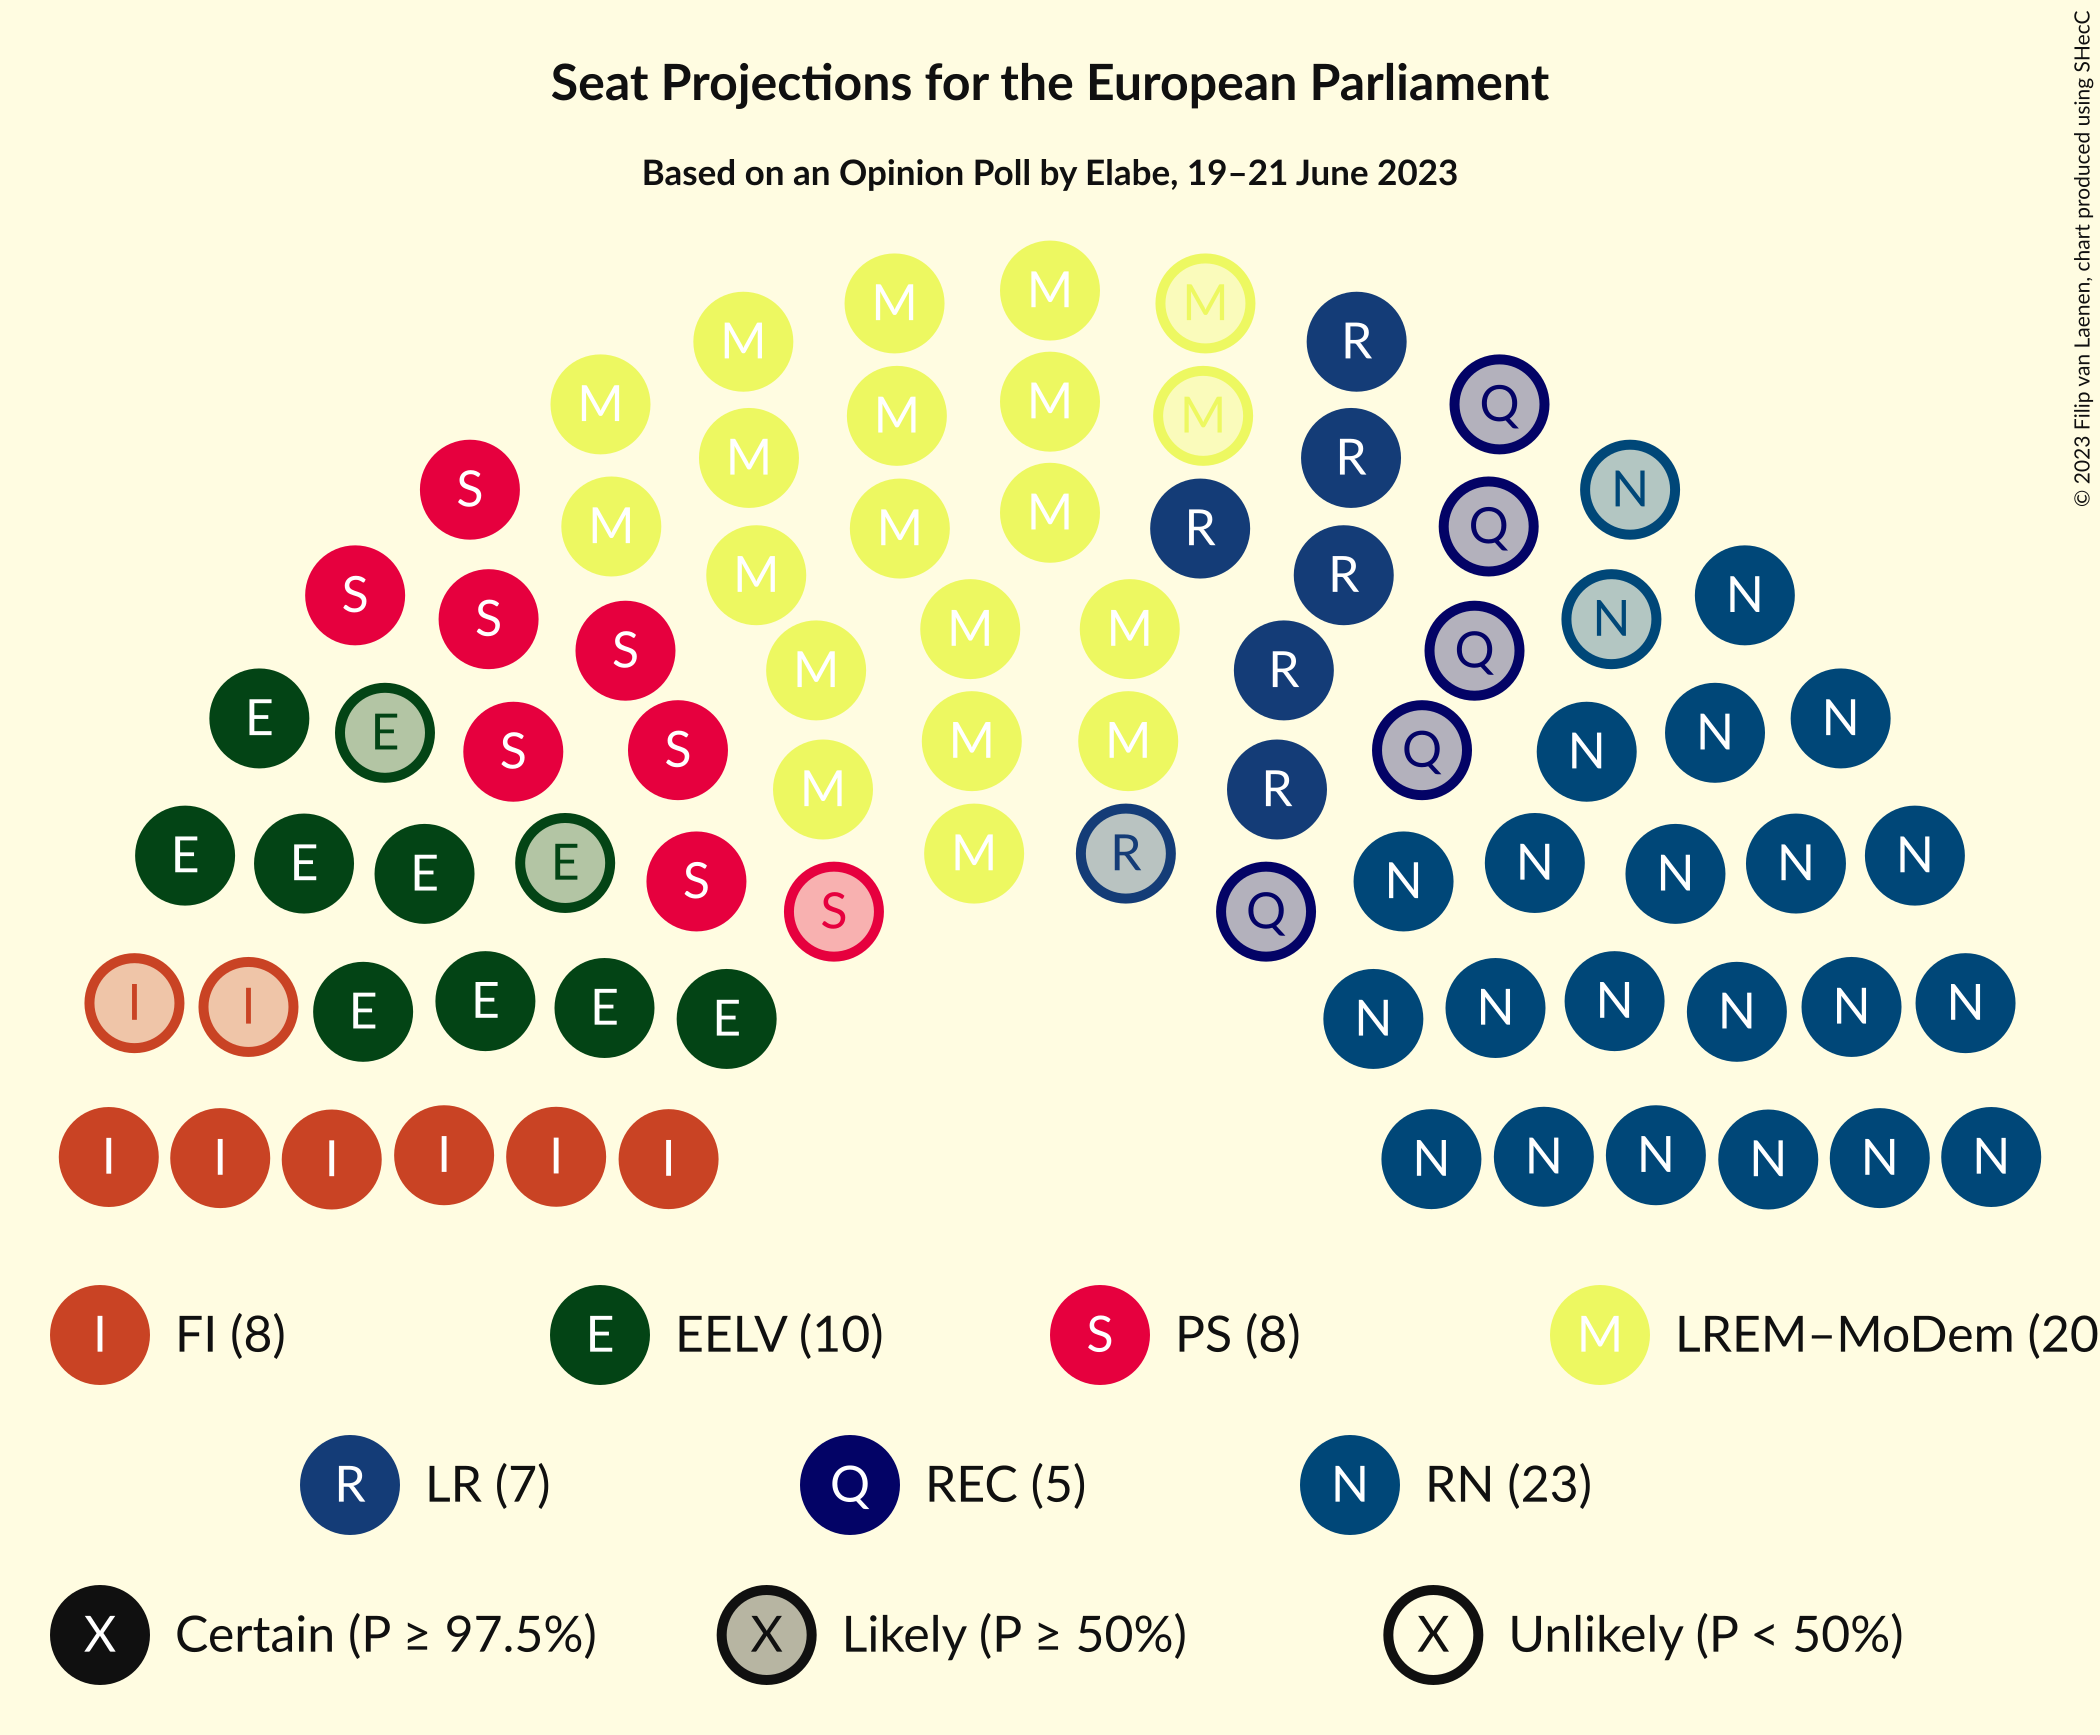 Seat Projections for the European Parliament
Based on an Opinion Poll by Elabe, 19–21 June 2023
© 2023 Filip van Laenen, chart produced using SHecC
M M M M M
M R
M M M
M Q
M R
S M N
M M R Q
M M
S M R N
S M M N
S R Q
E E S S M M M R Q N N N
E E E E S S M R Q N N N N N
I I E E E E N N N N N N
I I I I I I N N N N N N
I FI (8) E EELV (10) S PS (8) M LREM–MoDem (20
R LR (7) Q REC (5) N RN (23)
X Certain (P ≥ 97.5%) X Likely (P ≥ 50%) X Unlikely (P < 50%)